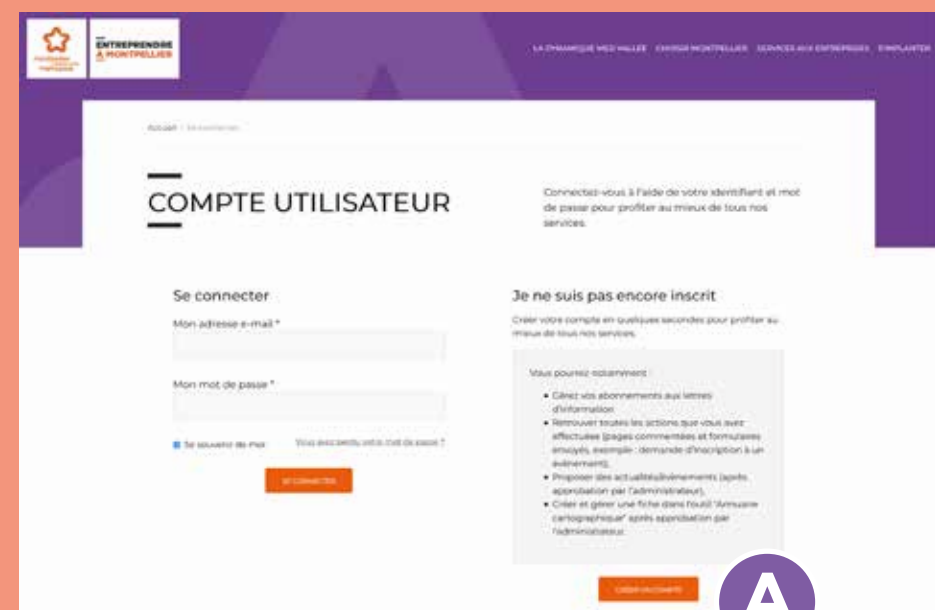 montpellier
ENTREPRENDRE
À MONTPELLIER
LA DYNAMIQUE MED VALLÉE CHOISIR MONTPELLIER SERVICES AUX ENTREPRISES S'IMPLANTER
Accueil
COMPTE UTILISATEUR
Connectez-vous à l'aide de votre identifiant et mot
de passe pour profiter au mieux de tous nos
services.
Se connecter
Mon adresse e-mail *
Mon mot de passe *
Se souvenir de moi
Vous avez perdu votre mot de passe ?
SE CONNECTER
Je ne suis pas encore inscrit
Créer votre compte en quelques secondes pour profiter au
mieux de tous nos services.
Vous pourrez notamment :
Gérez vos abonnements aux lettres
d'information
Retrouver toutes les actions que vous avez
effectuées (pages commentées et formulaires
envoyés, exemple : demande d'inscription à un
évènement),
Proposer des actualités/évènements (après
approbation par l'administrateur),
Créer et gérer une fiche dans l'outil "Annuaire
cartographique" après approbation par
l'administrateur.
CRÉER UN COMPTE
A